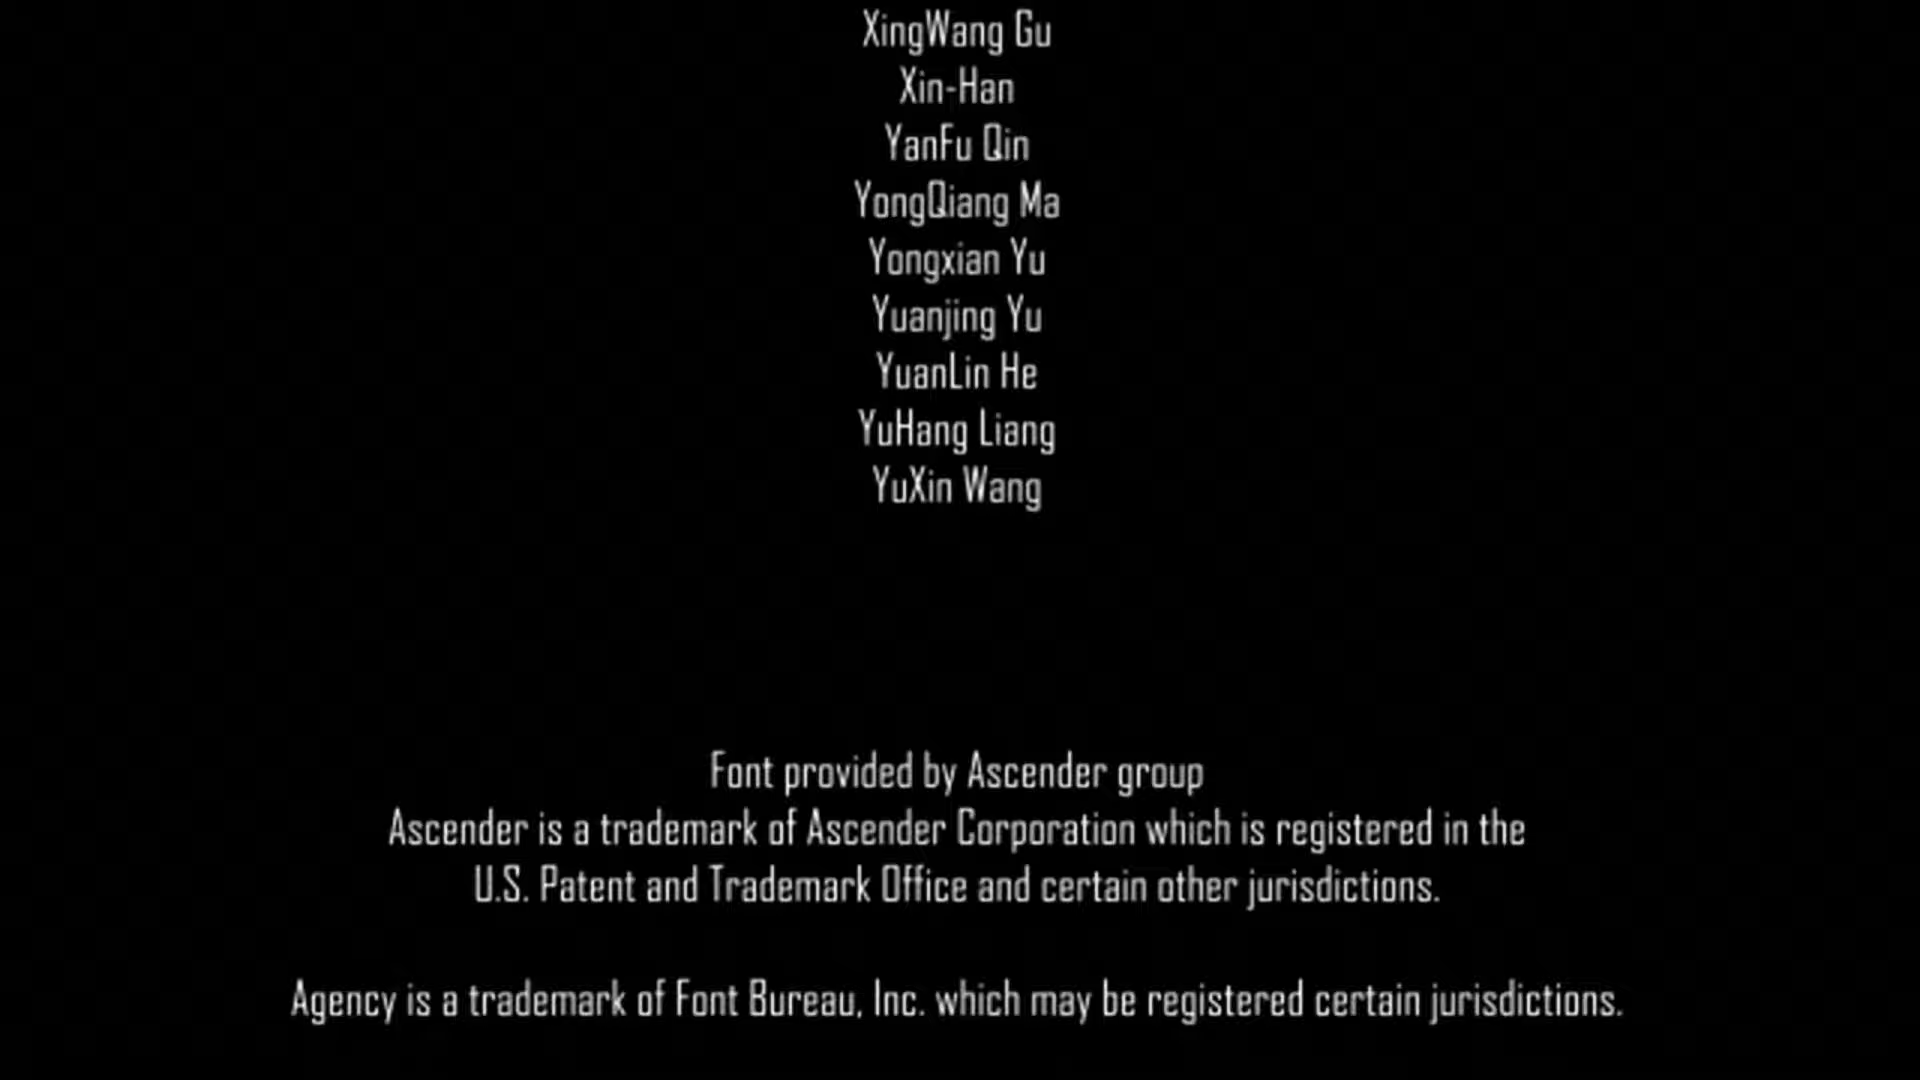 XingWang Gu
Xin-Han
YanFu Qin
YongQiang Ma
Yongxian Yu
Yuanjing Yu
YuanLin He
YuHang Liang
YuXin Wang
Font provided by Ascender group
Ascender is a trademark of Ascender Corporation which is registered in the
U.S. Patent and Trademark Office and certain other jurisdictions.
Agency is a trademark of Font Bureau, Inc. which may be registered certain jurisdictions.